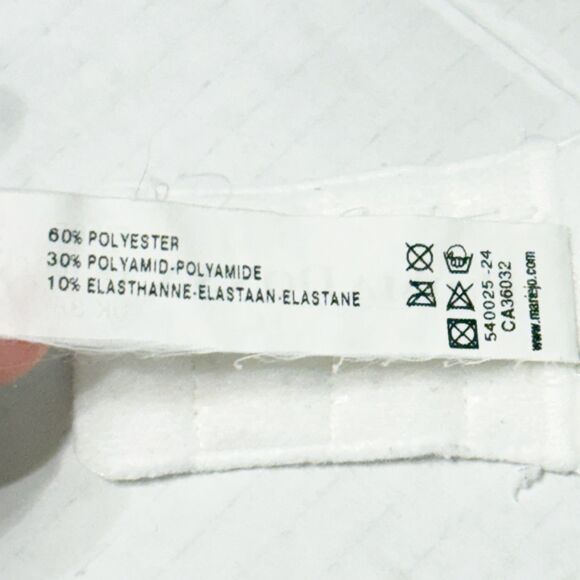 60% POLYESTER
30% POLYAMID-POLYAMIDE
10% ELASTHANNE-ELASTAAN-ELASTANE
540025 -24
CA36032
www.mariejo.com